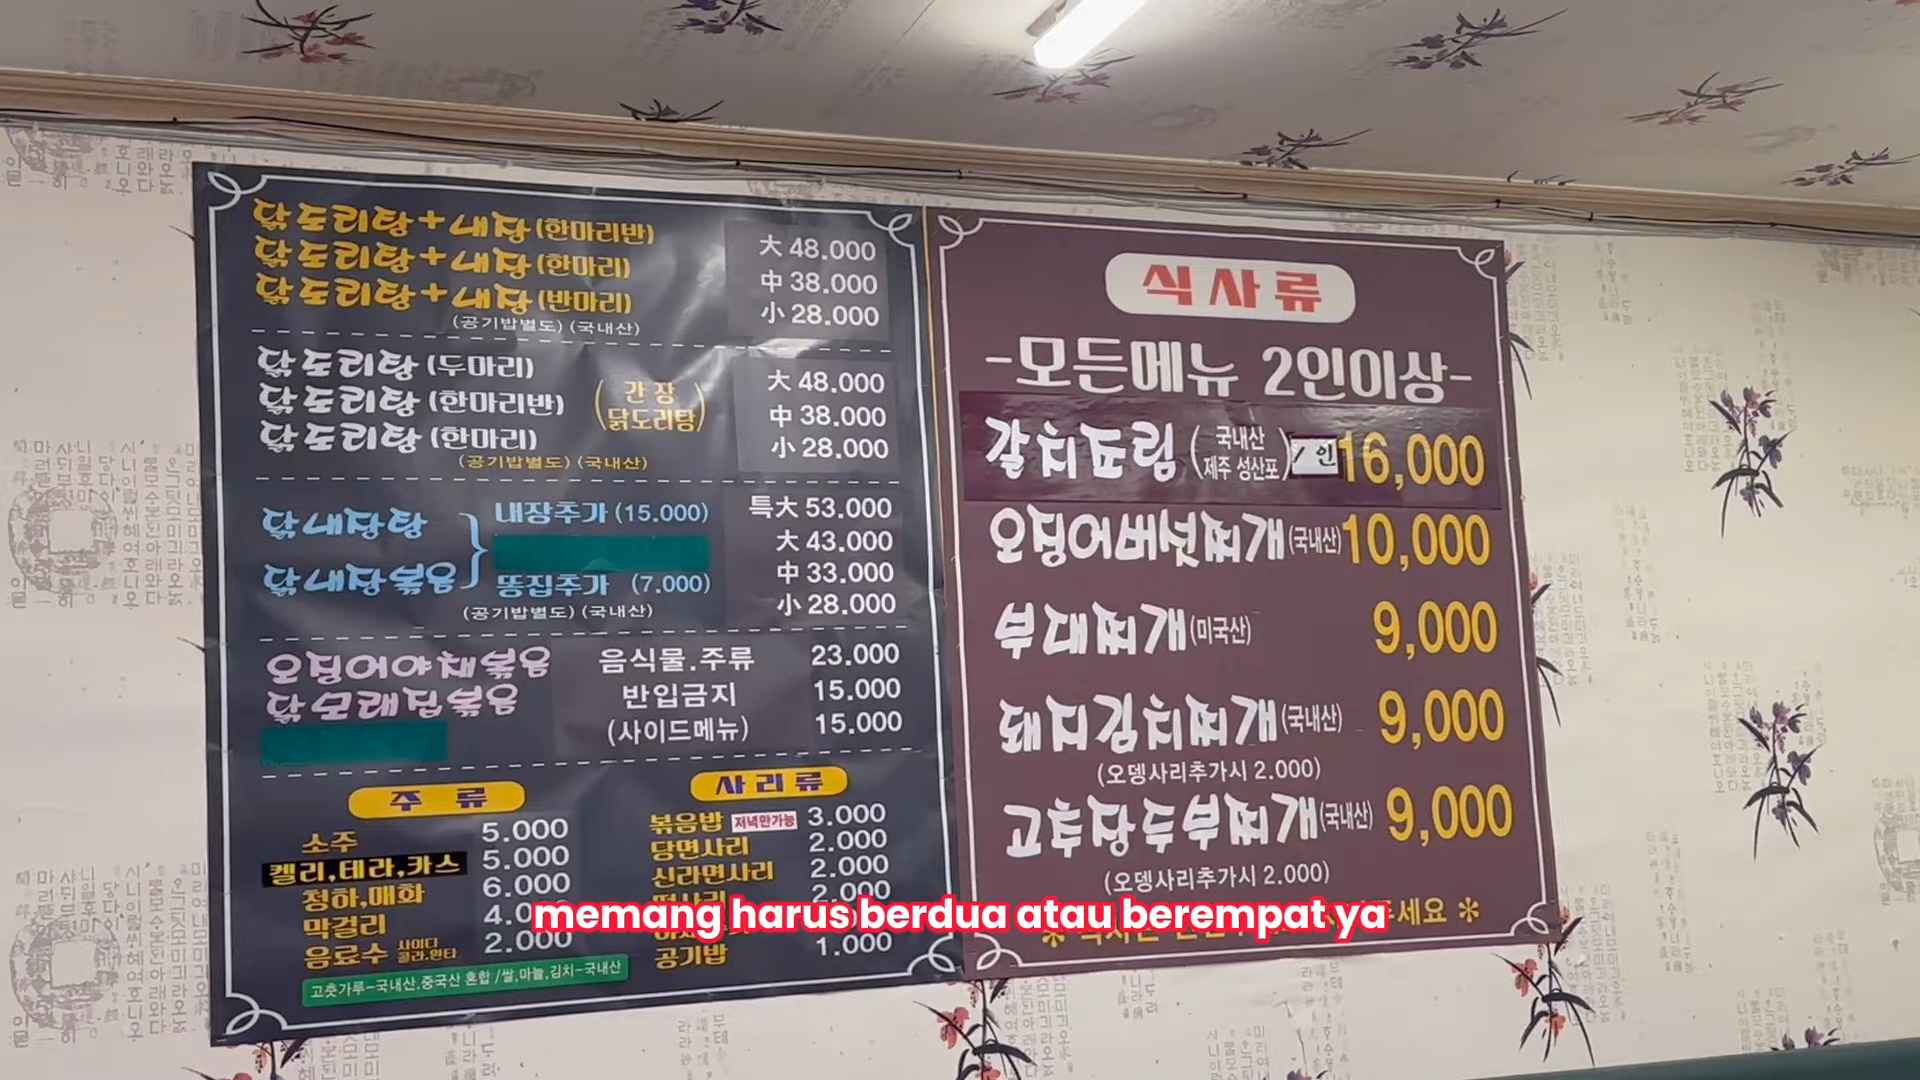 닭도리탕+내장 (한마리반) 大 48.000
닭도리탕+내장 (한마리) 中 38.000
닭도리탕+내장 (반마리) 小 28.000
(공기밥별도) (국내산)
닭도리탕 (두마리) 大 48.000
닭도리탕 (한마리반) (간장 닭도리탕) 中 38.000
닭도리탕 (한마리) 小 28.000
(공기밥별도) (국내산)
닭내장탕
닭내장볶음
내장추가 (15.000)
똥집추가 (7.000)
(공기밥별도) (국내산)
特大 53.000
大 43.000
中 33.000
小 28.000
오징어야채볶음
닭모래집볶음
음식물.주류
반입금지
(사이드메뉴)
23.000
15.000
15.000
주 류
소주 5.000
켈리,테라,카스 5.000
청하,매화 6.000
막걸리
음료수 사이다 콜라.환타 2.000
사 리 류
볶음밥 저녁만가능 3.000
당면사리 2.000
신라면사리 2.000
2.000
공기밥 1.000
고춧가루-국내산.중국산 혼합 /쌀,마늘,김치-국내산
식 사 류
-모든메뉴 2인이상-
갈치조림 (국내산 제주 성산포) 1인 16,000
오징어버섯찌개 (국내산) 10,000
부대찌개 (미국산) 9,000
돼지김치찌개 (국내산) 9,000
(오뎅사리추가시 2.000)
고추장두부찌개 (국내산) 9,000
(오뎅사리추가시 2.000)
memang harus berdua atau berempat ya